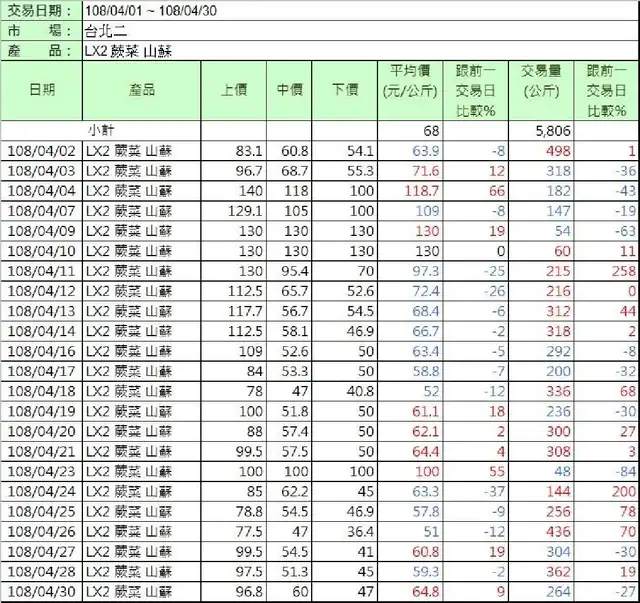 交易日期： 108/04/01 ~ 108/04/30
市　　場： 台北二
產　　品： LX2 蕨菜 山蘇
日期 產品 上價 中價 下價 平均價(元/公斤) 跟前一交易日比較% 交易量(公斤) 跟前一交易日比較%
小計 68 5,806
108/04/02 LX2 蕨菜 山蘇 83.1 60.8 54.1 63.9 -8 498 1
108/04/03 LX2 蕨菜 山蘇 96.7 68.7 55.3 71.6 12 318 -36
108/04/04 LX2 蕨菜 山蘇 140 118 100 118.7 66 182 -43
108/04/07 LX2 蕨菜 山蘇 129.1 105 100 109 -8 147 -19
108/04/09 LX2 蕨菜 山蘇 130 130 130 130 19 54 -63
108/04/10 LX2 蕨菜 山蘇 130 130 130 130 0 60 11
108/04/11 LX2 蕨菜 山蘇 130 95.4 70 97.3 -25 215 258
108/04/12 LX2 蕨菜 山蘇 112.5 65.7 52.6 72.4 -26 216 0
108/04/13 LX2 蕨菜 山蘇 117.7 56.7 54.5 68.4 -6 312 44
108/04/14 LX2 蕨菜 山蘇 112.5 58.1 46.9 66.7 -2 318 2
108/04/16 LX2 蕨菜 山蘇 109 52.6 50 63.4 -5 292 -8
108/04/17 LX2 蕨菜 山蘇 84 53.3 50 58.8 -7 200 -32
108/04/18 LX2 蕨菜 山蘇 78 47 40.8 52 -12 336 68
108/04/19 LX2 蕨菜 山蘇 100 51.8 50 61.1 18 236 -30
108/04/20 LX2 蕨菜 山蘇 88 57.4 50 62.1 2 300 27
108/04/21 LX2 蕨菜 山蘇 99.5 57.5 50 64.4 4 308 3
108/04/23 LX2 蕨菜 山蘇 100 100 100 100 55 48 -84
108/04/24 LX2 蕨菜 山蘇 85 62.2 45 63.3 -37 144 200
108/04/25 LX2 蕨菜 山蘇 78.8 54.5 46.9 57.8 -9 256 78
108/04/26 LX2 蕨菜 山蘇 77.5 47 36.4 51 -12 436 70
108/04/27 LX2 蕨菜 山蘇 99.5 54.5 41 60.8 19 304 -30
108/04/28 LX2 蕨菜 山蘇 97.5 51.3 45 59.3 -2 362 19
108/04/30 LX2 蕨菜 山蘇 96.8 60 47 64.8 9 264 -27